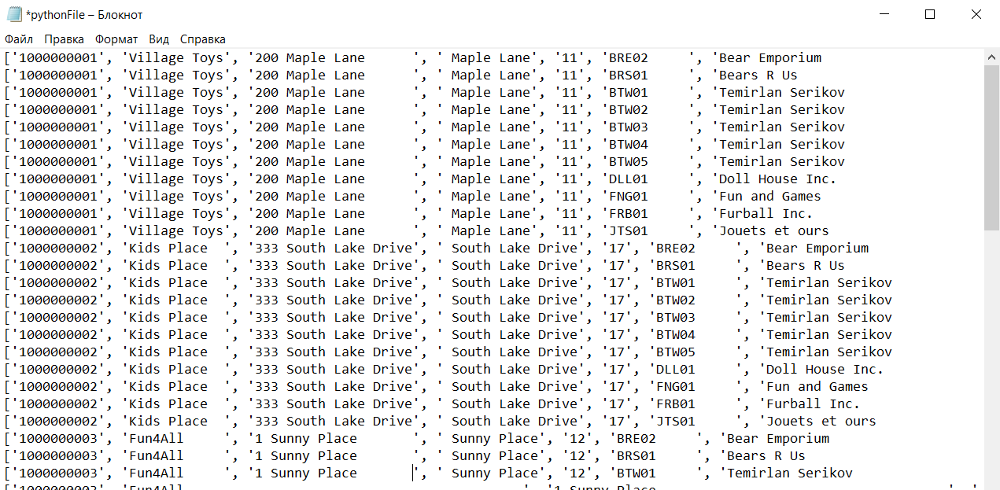 *pythonFile – Блокнот
Файл Правка Формат Вид Справка
['1000000001', 'Village Toys', '200 Maple Lane      ', ' Maple Lane', '11', 'BRE02     ', 'Bear Emporium
['1000000001', 'Village Toys', '200 Maple Lane      ', ' Maple Lane', '11', 'BRS01     ', 'Bears R Us
['1000000001', 'Village Toys', '200 Maple Lane      ', ' Maple Lane', '11', 'BTW01     ', 'Temirlan Serikov
['1000000001', 'Village Toys', '200 Maple Lane      ', ' Maple Lane', '11', 'BTW02     ', 'Temirlan Serikov
['1000000001', 'Village Toys', '200 Maple Lane      ', ' Maple Lane', '11', 'BTW03     ', 'Temirlan Serikov
['1000000001', 'Village Toys', '200 Maple Lane      ', ' Maple Lane', '11', 'BTW04     ', 'Temirlan Serikov
['1000000001', 'Village Toys', '200 Maple Lane      ', ' Maple Lane', '11', 'BTW05     ', 'Temirlan Serikov
['1000000001', 'Village Toys', '200 Maple Lane      ', ' Maple Lane', '11', 'DLL01     ', 'Doll House Inc.
['1000000001', 'Village Toys', '200 Maple Lane      ', ' Maple Lane', '11', 'FNG01     ', 'Fun and Games
['1000000001', 'Village Toys', '200 Maple Lane      ', ' Maple Lane', '11', 'FRB01     ', 'Furball Inc.
['1000000001', 'Village Toys', '200 Maple Lane      ', ' Maple Lane', '11', 'JTS01     ', 'Jouets et ours
['1000000002', 'Kids Place  ', '333 South Lake Drive', ' South Lake Drive', '17', 'BRE02     ', 'Bear Emporium
['1000000002', 'Kids Place  ', '333 South Lake Drive', ' South Lake Drive', '17', 'BRS01     ', 'Bears R Us
['1000000002', 'Kids Place  ', '333 South Lake Drive', ' South Lake Drive', '17', 'BTW01     ', 'Temirlan Serikov
['1000000002', 'Kids Place  ', '333 South Lake Drive', ' South Lake Drive', '17', 'BTW02     ', 'Temirlan Serikov
['1000000002', 'Kids Place  ', '333 South Lake Drive', ' South Lake Drive', '17', 'BTW03     ', 'Temirlan Serikov
['1000000002', 'Kids Place  ', '333 South Lake Drive', ' South Lake Drive', '17', 'BTW04     ', 'Temirlan Serikov
['1000000002', 'Kids Place  ', '333 South Lake Drive', ' South Lake Drive', '17', 'BTW05     ', 'Temirlan Serikov
['1000000002', 'Kids Place  ', '333 South Lake Drive', ' South Lake Drive', '17', 'DLL01     ', 'Doll House Inc.
['1000000002', 'Kids Place  ', '333 South Lake Drive', ' South Lake Drive', '17', 'FNG01     ', 'Fun and Games
['1000000002', 'Kids Place  ', '333 South Lake Drive', ' South Lake Drive', '17', 'FRB01     ', 'Furball Inc.
['1000000002', 'Kids Place  ', '333 South Lake Drive', ' South Lake Drive', '17', 'JTS01     ', 'Jouets et ours
['1000000003', 'Fun4All     ', '1 Sunny Place       ', ' Sunny Place', '12', 'BRE02     ', 'Bear Emporium
['1000000003', 'Fun4All     ', '1 Sunny Place       ', ' Sunny Place', '12', 'BRS01     ', 'Bears R Us
['1000000003', 'Fun4All     ', '1 Sunny Place       ', ' Sunny Place', '12', 'BTW01     ', 'Temirlan Serikov
['1000000003', 'Fun4All                                           ', '1 Sunny Place                                     ', '